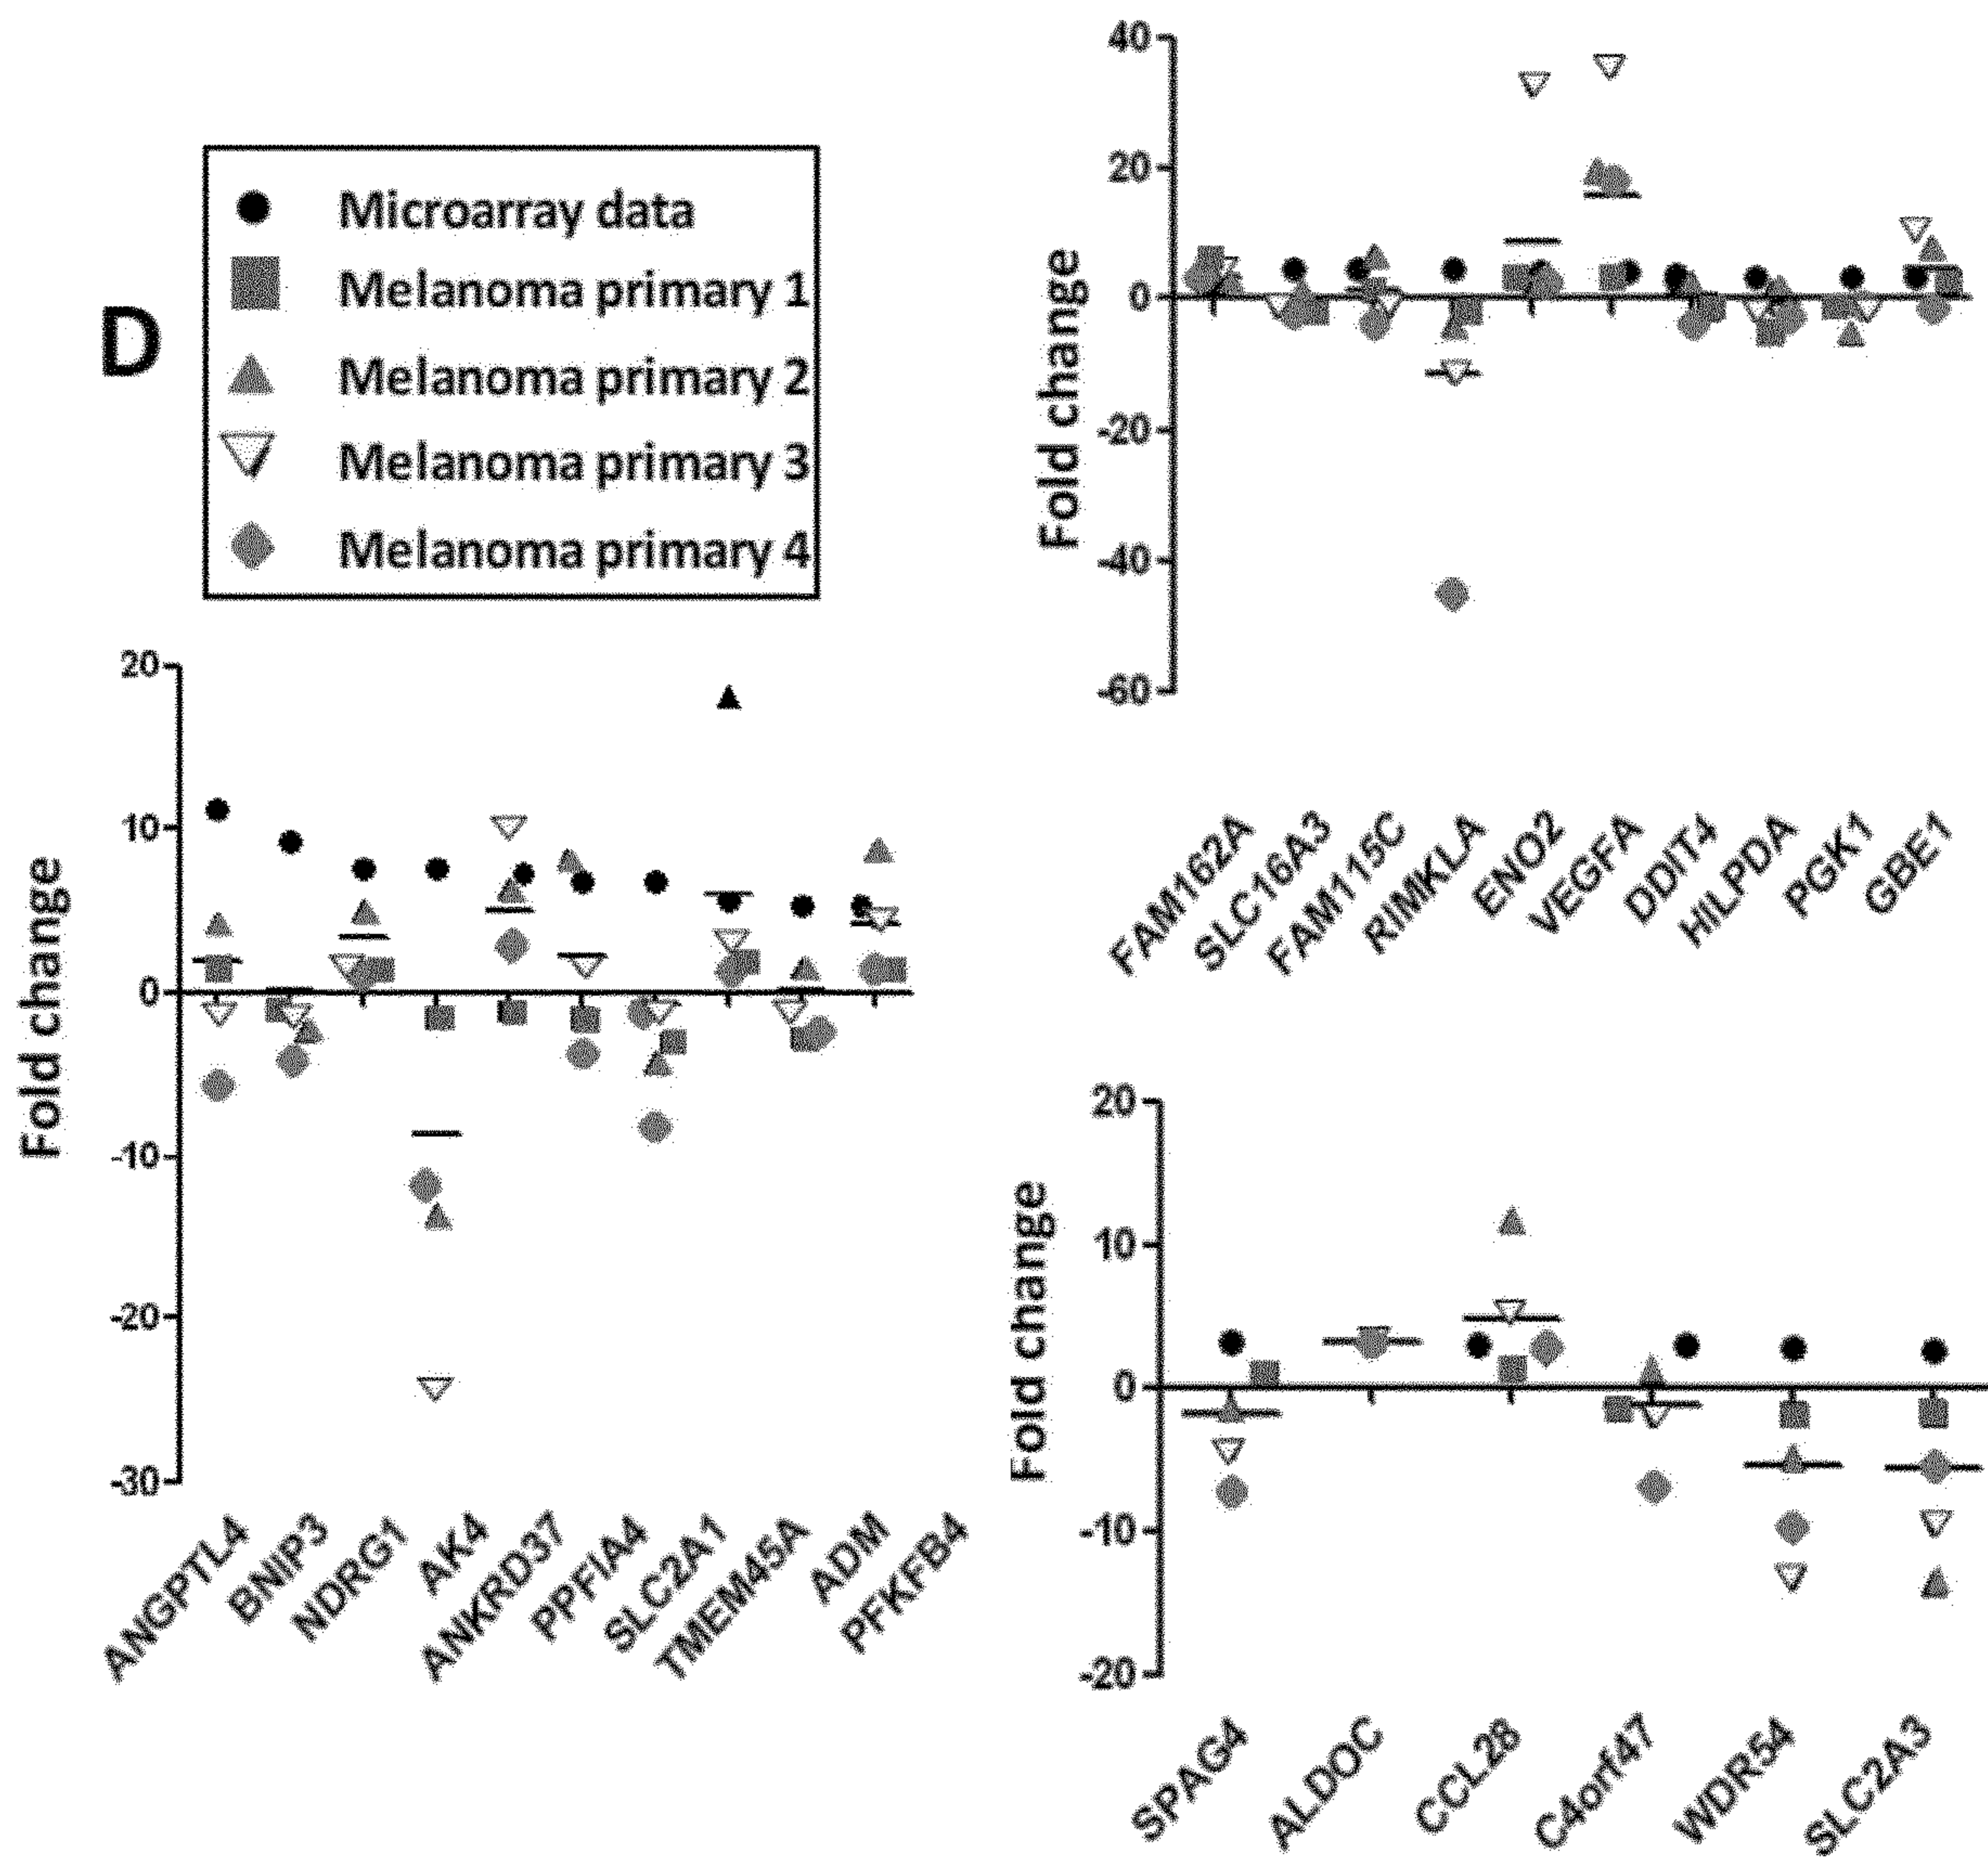 D
Microarray data
Melanoma primary 1
Melanoma primary 2
Melanoma primary 3
Melanoma primary 4
40
20
0
-20
-40
-60
Fold change
FAM162A
SLC16A3
FAM115C
RIMKLA
ENO2
VEGFA
DDIT4
HILPDA
PGK1
GBE1
20
10
0
-10
-20
-30
Fold change
ANGPTL4
BNIP3
NDRG1
AK4
ANKRD37
PPFIA4
SLC2A1
TMEM45A
ADM
PFKFB4
20
10
0
-10
-20
Fold change
SPAG4
ALDOC
CCL28
C4orf47
WDR54
SLC2A3